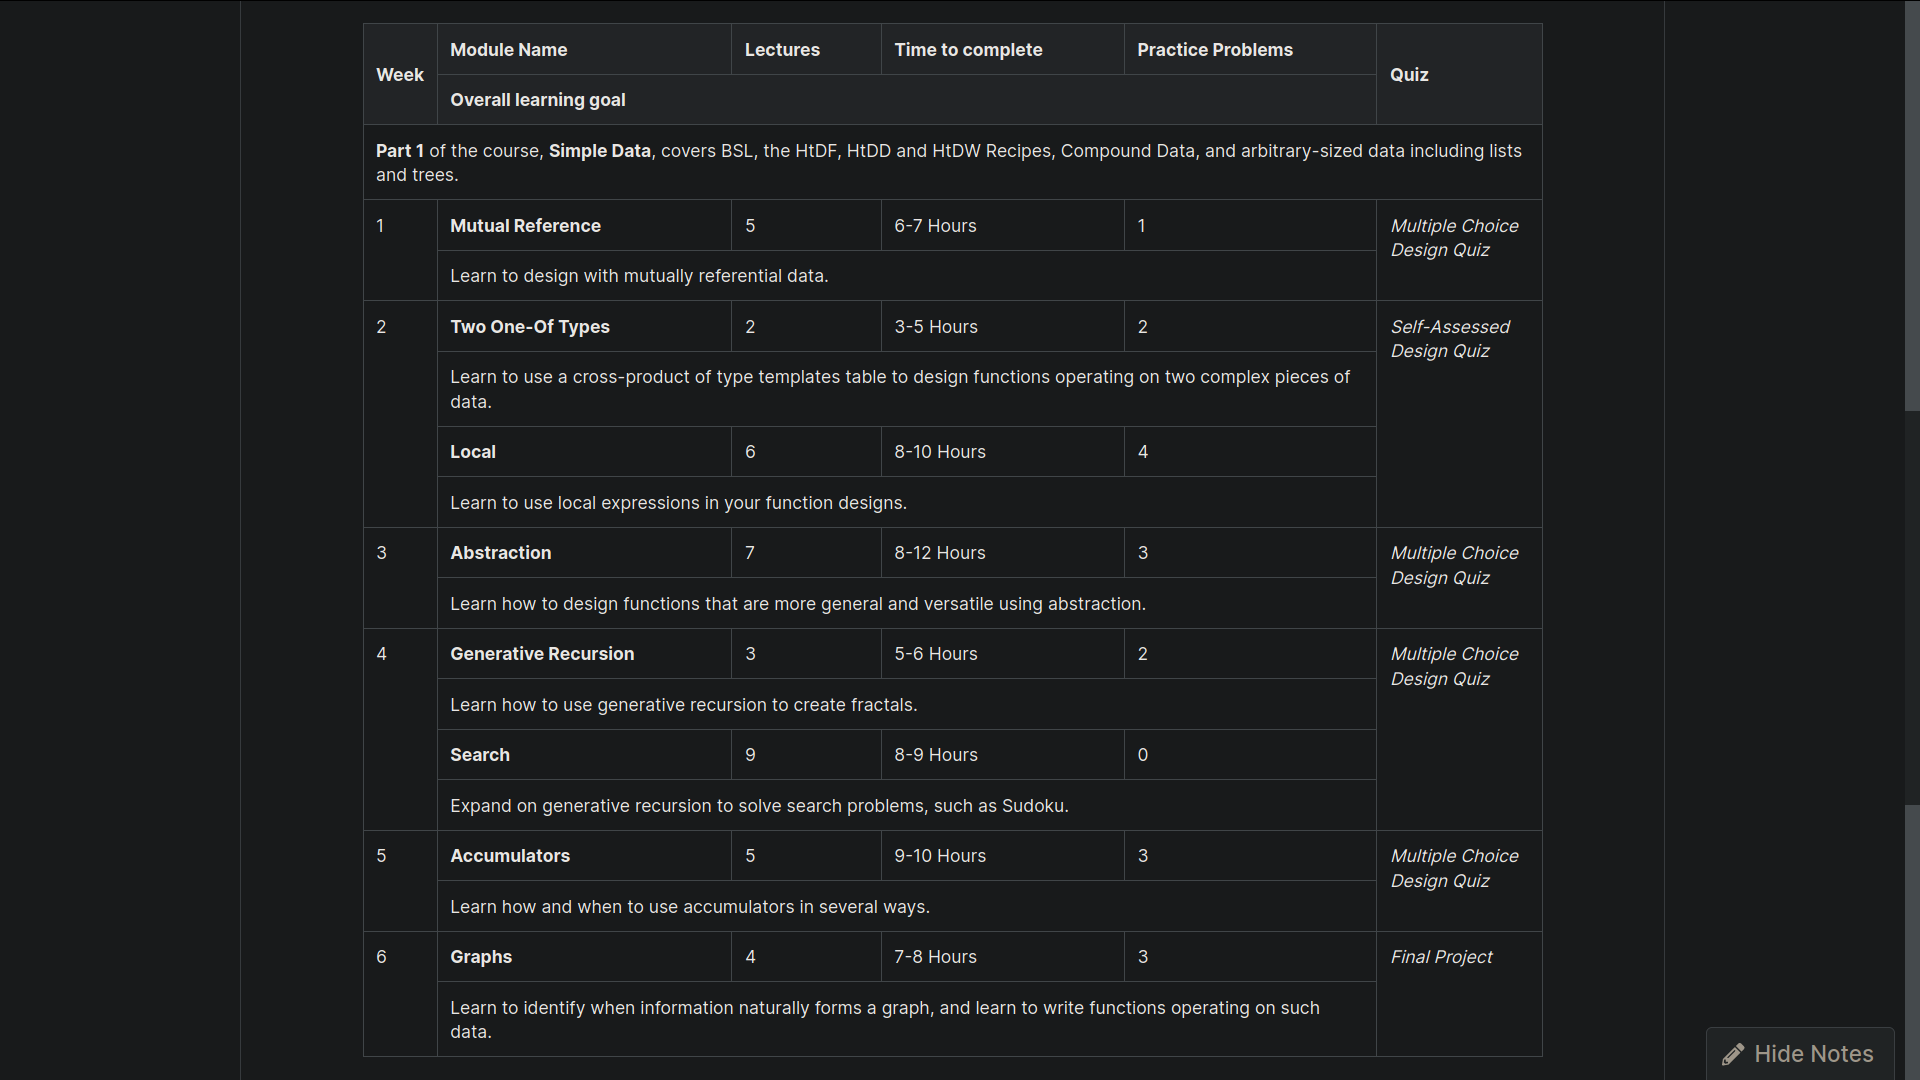 Week Module Name Lectures Time to complete Practice Problems Quiz
Overall learning goal
Part 1 of the course, Simple Data, covers BSL, the HtDF, HtDD and HtDW Recipes, Compound Data, and arbitrary-sized data including lists
and trees.
1 Mutual Reference 5 6-7 Hours 1 Multiple Choice
Design Quiz
Learn to design with mutually referential data.
2 Two One-Of Types 2 3-5 Hours 2 Self-Assessed
Design Quiz
Learn to use a cross-product of type templates table to design functions operating on two complex pieces of
data.
Local 6 8-10 Hours 4
Learn to use local expressions in your function designs.
3 Abstraction 7 8-12 Hours 3 Multiple Choice
Design Quiz
Learn how to design functions that are more general and versatile using abstraction.
4 Generative Recursion 3 5-6 Hours 2 Multiple Choice
Design Quiz
Learn how to use generative recursion to create fractals.
Search 9 8-9 Hours 0
Expand on generative recursion to solve search problems, such as Sudoku.
5 Accumulators 5 9-10 Hours 3 Multiple Choice
Design Quiz
Learn how and when to use accumulators in several ways.
6 Graphs 4 7-8 Hours 3 Final Project
Learn to identify when information naturally forms a graph, and learn to write functions operating on such
data.
Hide Notes